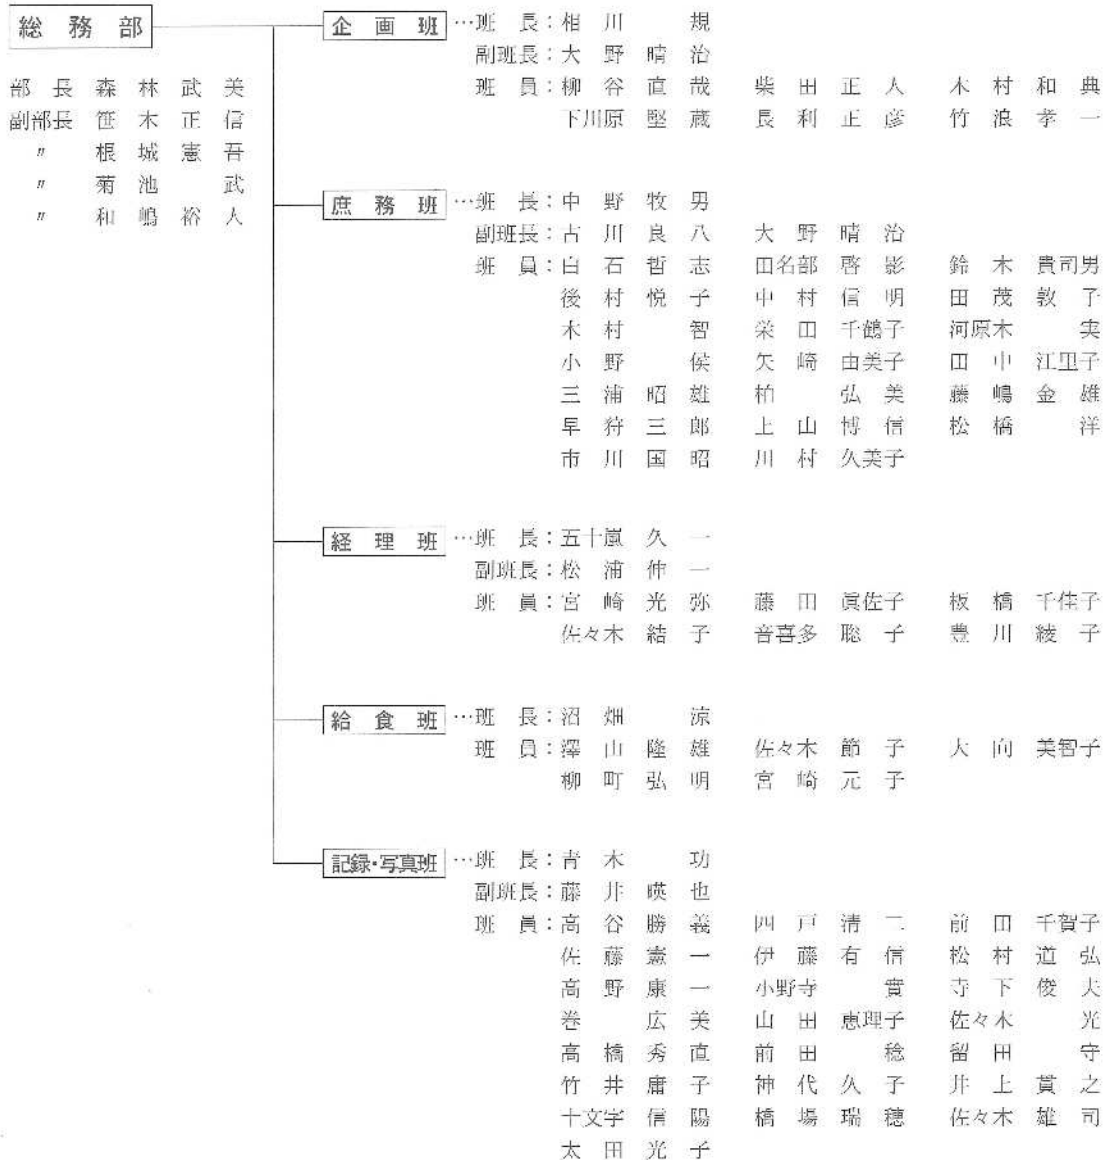 総務部
部長 森林武美
副部長 笹木正信
〃 根城憲吾
〃 菊池武
〃 和嶋裕人
企画班…班長:相川規
副班長:大野晴治
班員:柳谷直哉 柴田正人 木村和典
下川原堅蔵 長利正彦 竹浪孝一
庶務班…班長:中野牧男
副班長:古川良八 大野晴治
班員:白石哲志 田名部啓影 鈴木貴司男
後村悦子 中村信明 田茂敦子
木村智 栄田千鶴子 河原木実
小野侯 矢崎由美子 田中江里子
三浦昭雄 柏弘美 藤嶋金雄
早狩三郎 上山博信 松橋洋
市川国昭 川村久美子
経理班…班長:五十嵐久一
副班長:松浦伸一
班員:宮崎光弥 藤田眞佐子 板橋千佳子
佐々木結子 音喜多聡子 豊川綾子
給食班…班長:沼畑涼
班員:澤山隆雄 佐々木節子 大向美智子
柳町弘明 宮崎元子
記録・写真班…班長:青木功
副班長:藤井暎也
班員:高谷勝義 四戸清二 前田千賀子
佐藤憲一 伊藤有信 松村道弘
高野康一 小野寺實 寺下俊夫
巻広美 山田恵理子 佐々木光
高橋秀直 前田稔 留田守
竹井庸子 神代久子 井上貫之
十文字信陽 橋場瑞穂 佐々木雄司
太田光子